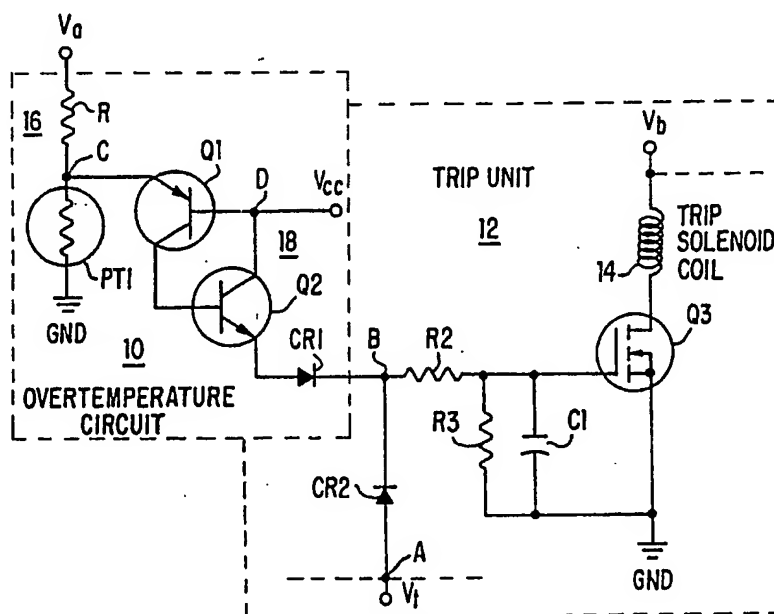 Va
16
R
C
Q1
D
Vcc
18
PT1
GND
10
Q2
CR1
OVERTEMPERATURE
CIRCUIT
B
R2
TRIP UNIT
12
Vb
TRIP
SOLENOID
COIL
14
Q3
R3
C1
CR2
A
Vt
GND